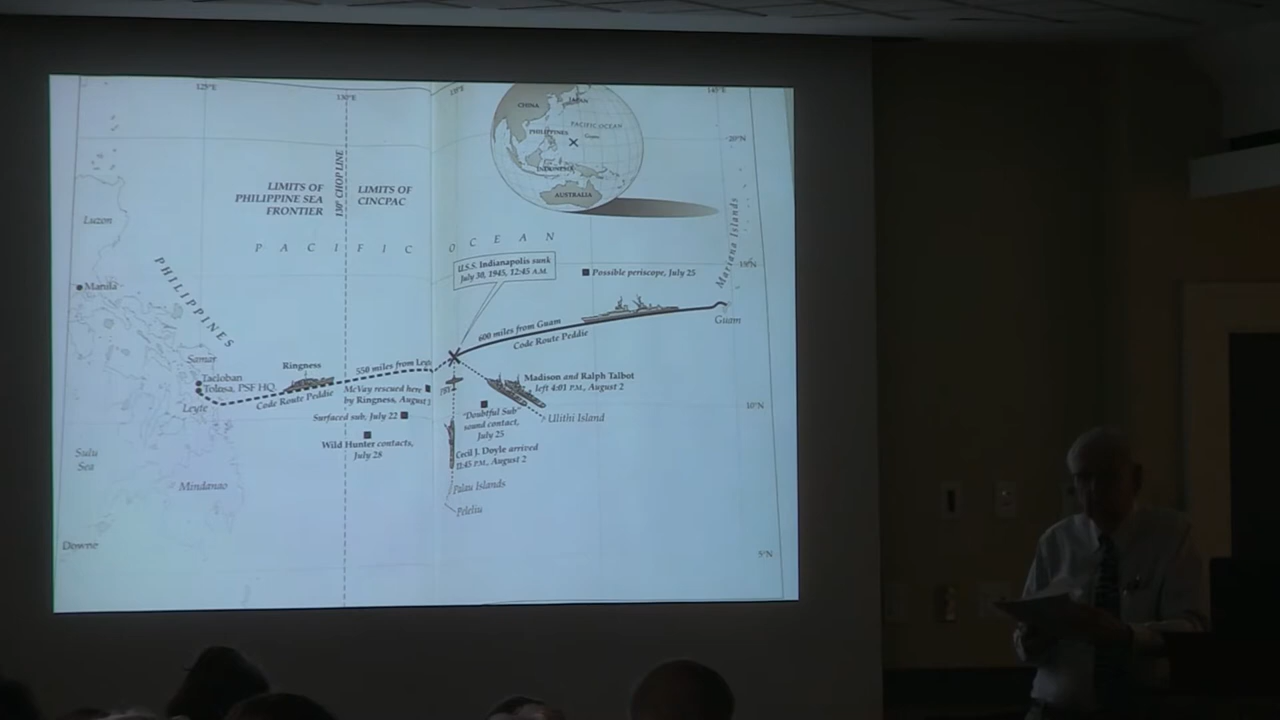 125°E
130°E
145°E
CHINA
JAPAN
PACIFIC OCEAN
PHILIPPINES
Guam
INDONESIA
AUSTRALIA
20°N
130° CHOP LINE
LIMITS OF
PHILIPPINE SEA
FRONTIER
LIMITS OF
CINCPAC
Luzon
PACIFIC OCEAN
Mariana Islands
U.S.S. Indianapolis sunk
July 30, 1945, 12:45 A.M.
Possible periscope, July 25
Manila
PHILIPPINES
Guam
600 miles from Guam
Code Route Peddie
Samar
Ringness
550 miles from Ley
Tacloban
Tolosa, PSF HQ.
Code Route Peddie
McVay rescued here
by Ringness, August 3
Madison and Ralph Talbot
left 4:01 P.M., August 2
Leyte
Surfaced sub, July 22
"Doubtful Sub"
sound contact,
July 25
Ulithi Island
10°N
Wild Hunter contacts,
July 28
Cecil J. Doyle arrived
11:45 P.M., August 2
Sulu
Sea
Mindanao
Palau Islands
Peleliu
5°N